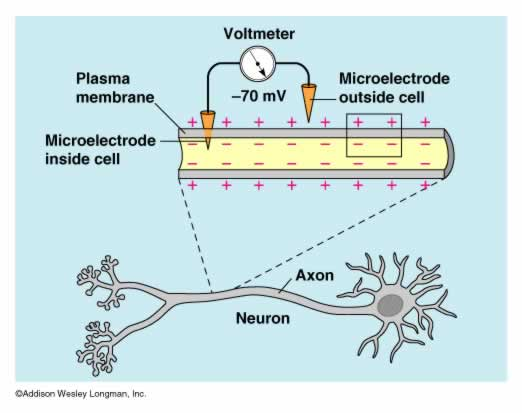 Voltmeter
Plasma
membrane
–70 mV
Microelectrode
outside cell
+ + + + + + + +
Microelectrode
inside cell
– – – – – – – –
– – – – – – – –
+ + + + + + + +
Axon
Neuron
©Addison Wesley Longman, Inc.